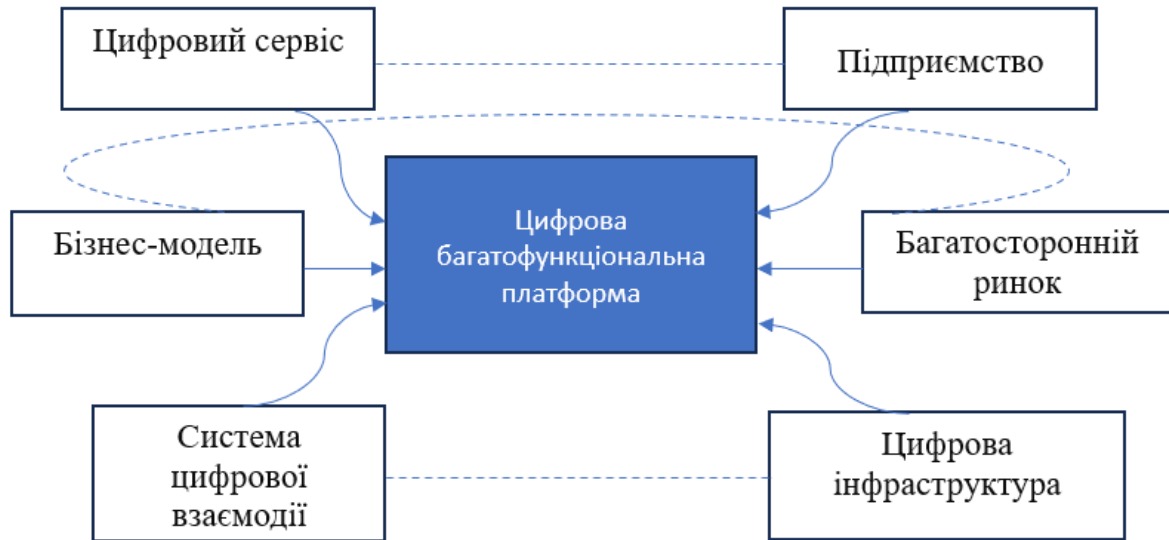 Цифровий сервіс
Підприємство
Бізнес-модель
Цифрова
багатофункціональна
платформа
Багатосторонній
ринок
Система
цифрової
взаємодії
Цифрова
інфраструктура